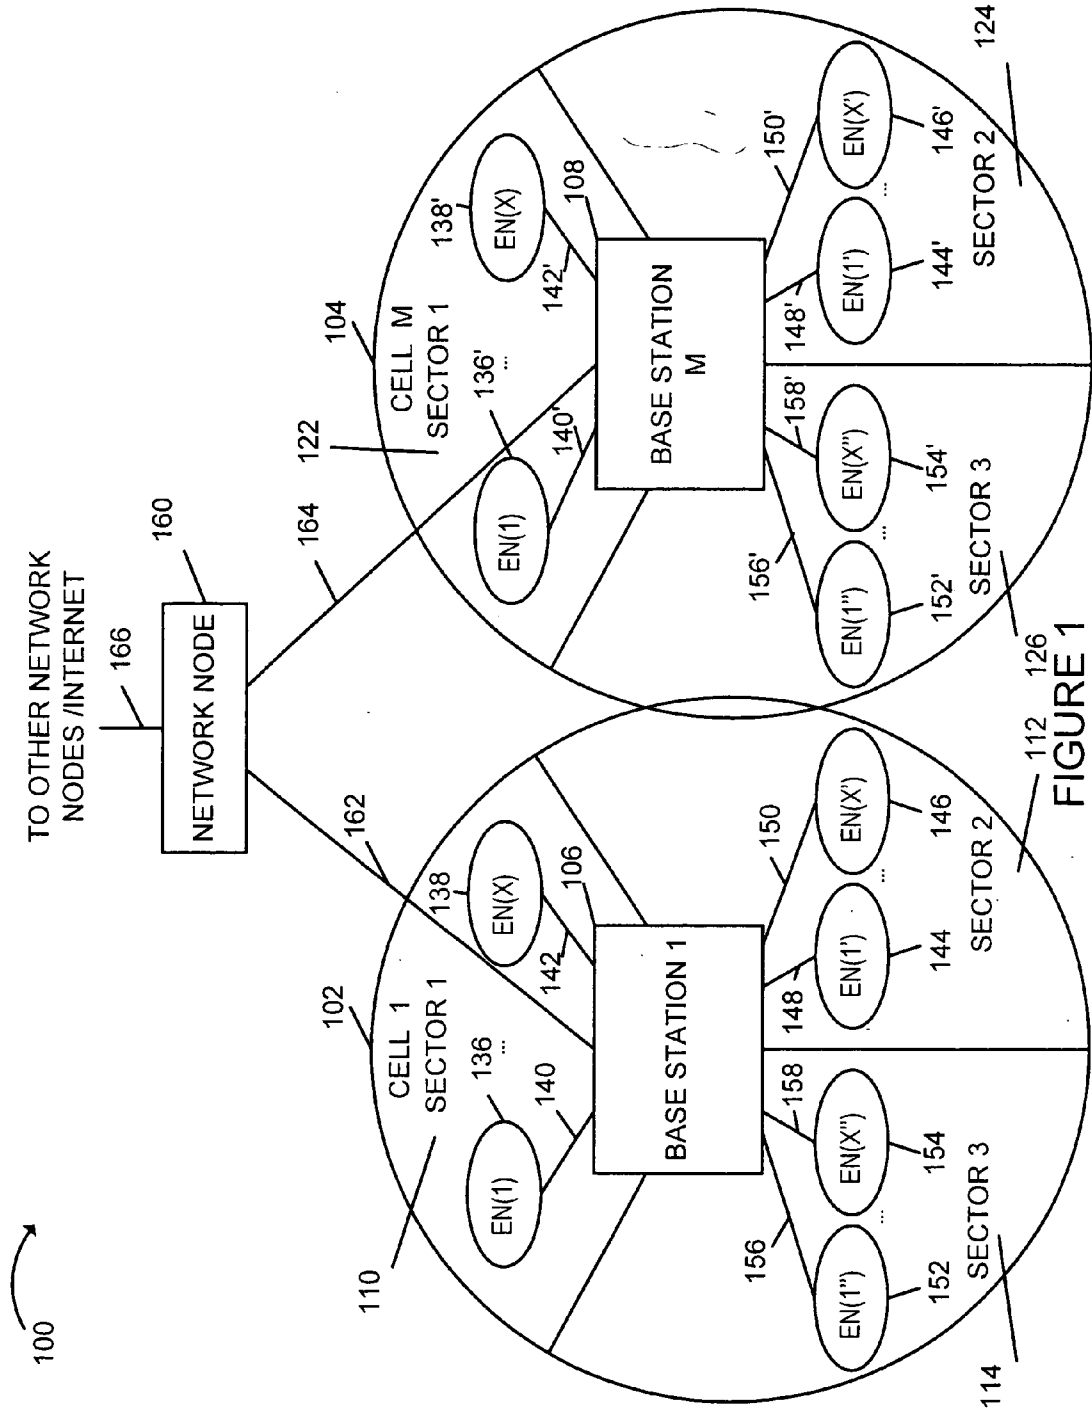 100
TO OTHER NETWORK
NODES /INTERNET
166
NETWORK NODE
160
162
164
102
CELL 1
SECTOR 1
110
EN(1)
136
...
140
138
EN(X)
142
106
BASE STATION 1
156
158
148
150
EN(1")
...
EN(X")
EN(1')
...
EN(X')
152
154
144
146
SECTOR 3
SECTOR 2
114
112
104
CELL M
SECTOR 1
122
EN(1)
136'
...
140'
138'
EN(X)
142'
108
BASE STATION
M
156'
158'
148'
150'
EN(1")
...
EN(X")
EN(1')
...
EN(X')
152'
154'
144'
146'
SECTOR 3
SECTOR 2
126
124
FIGURE 1